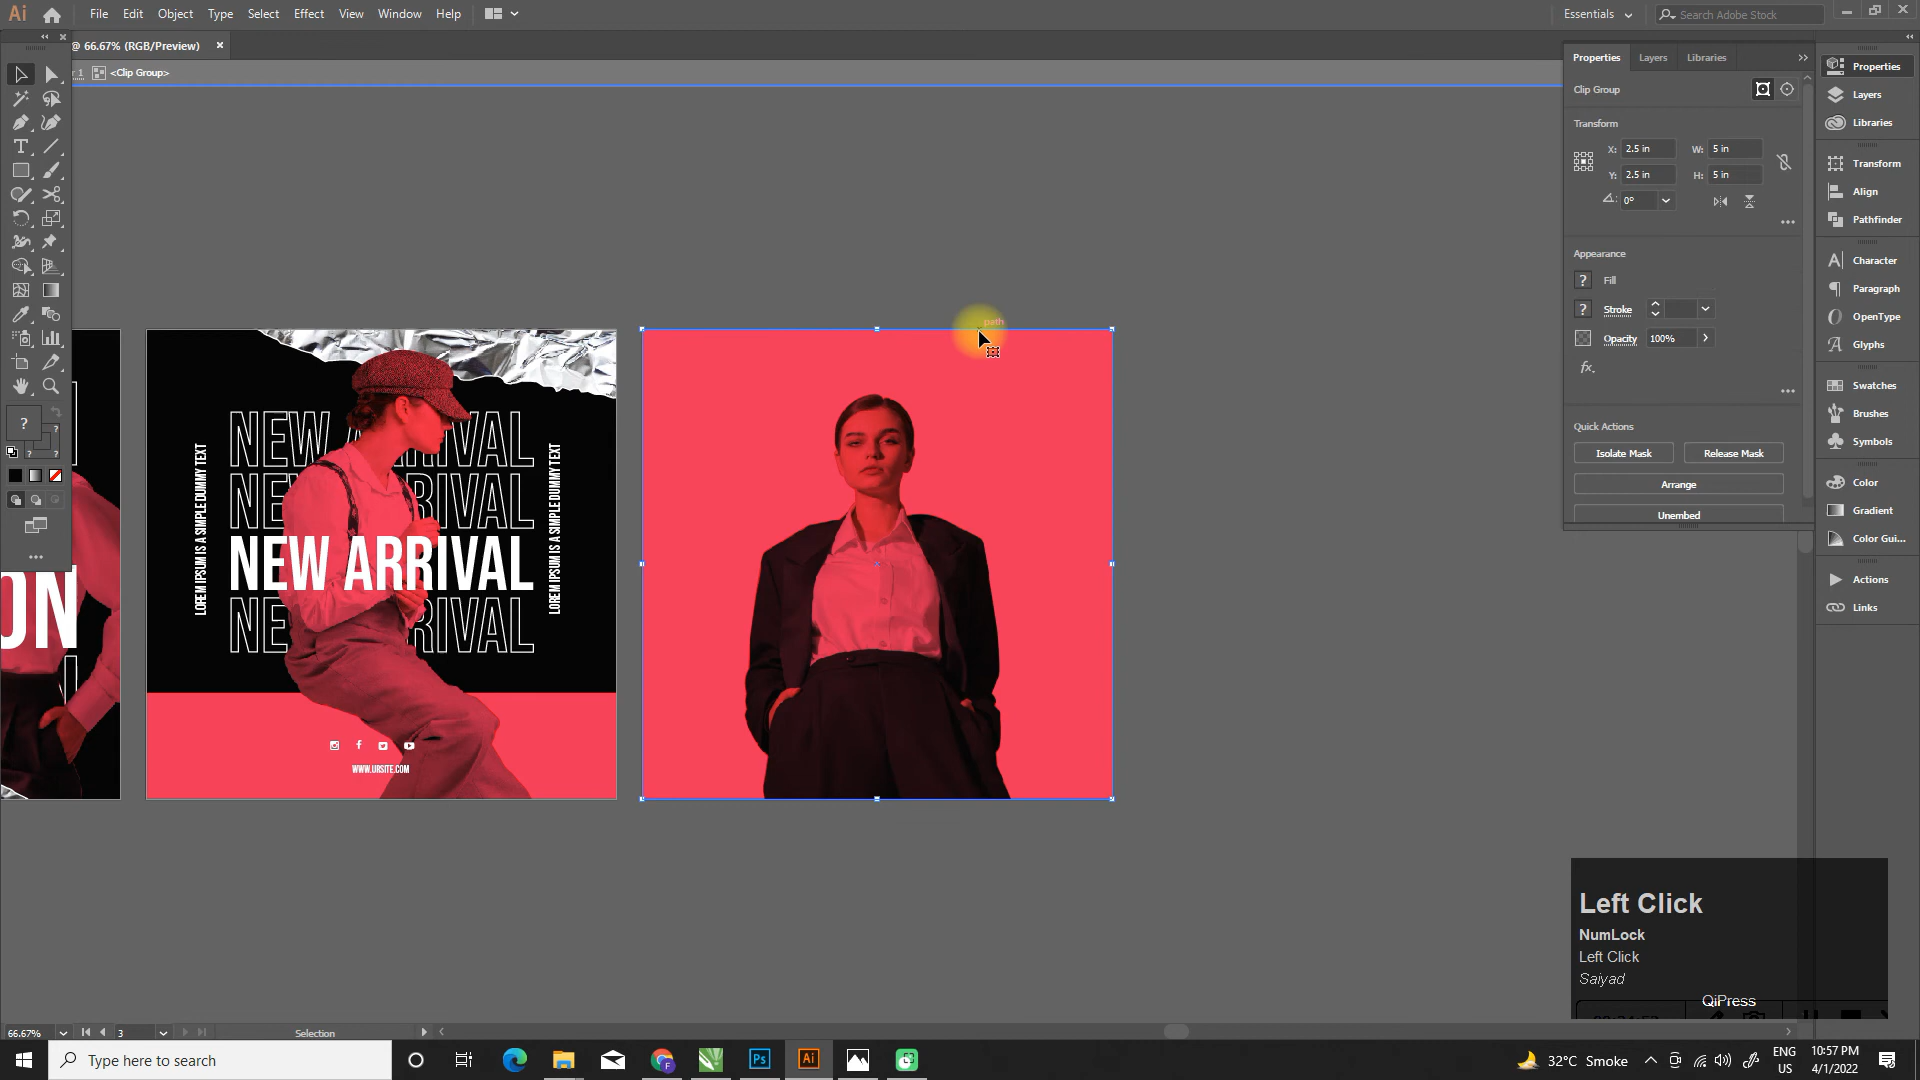 Ai File Edit Object Type Select Effect View Window Help Essentials Search Adobe Stock
@ 66.67% (RGB/Preview) ×
r 1 <Clip Group>
Properties Layers Libraries
Clip Group
Transform
X: 2.5 in W: 5 in
Y: 2.5 in H: 5 in
0°
Appearance
? Fill
? Stroke
Opacity 100%
fx.
Quick Actions
Isolate Mask Release Mask
Arrange
Unembed
Properties
Layers
Libraries
Transform
Align
Pathfinder
Character
Paragraph
OpenType
Glyphs
Swatches
Brushes
Symbols
Color
Gradient
Color Gui...
Actions
Links
path
ON
LOREM IPSUM IS A SIMPLE DUMMY TEXT
NEW ARRIVAL
NEW ARRIVAL
NEW ARRIVAL
NEW ARRIVAL
LOREM IPSUM IS A SIMPLE DUMMY TEXT
WWW.URSITE.COM
Left Click
NumLock
Left Click
Saiyad
QiPress
66.67% 3 Selection
Type here to search
Ps Ai
32°C Smoke
ENG
US
10:57 PM
4/1/2022